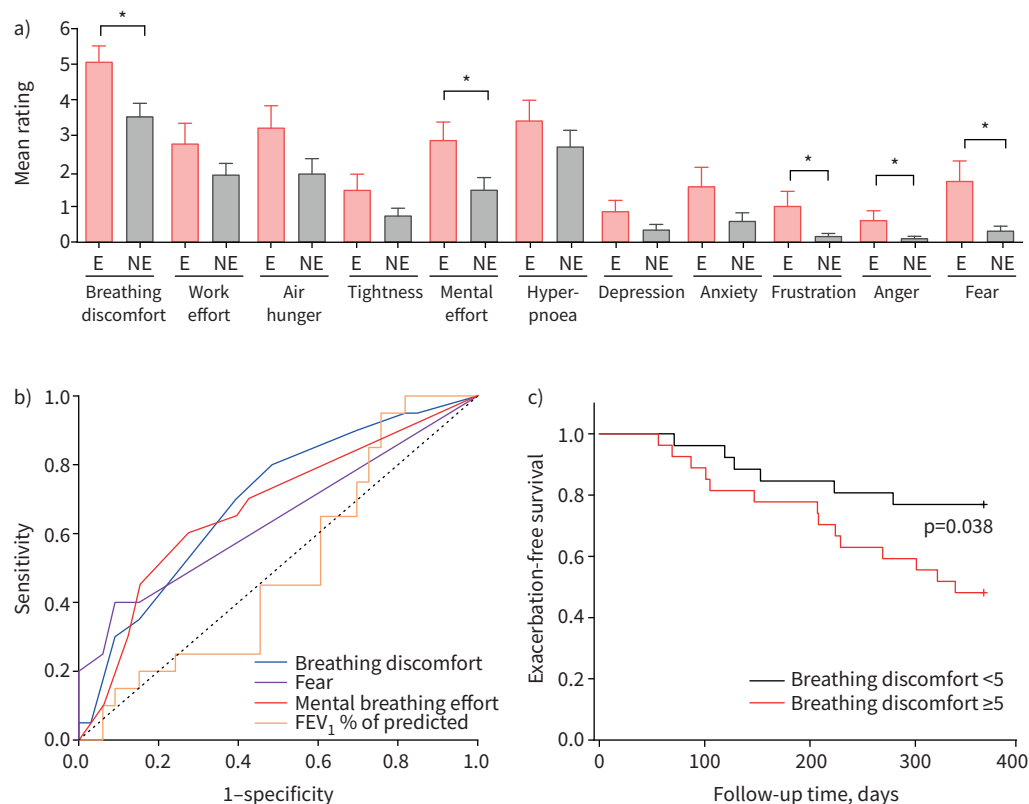 a)
6
5
4
3
2
1
0
Mean rating
* * * * *
E NE E NE E NE E NE E NE E NE E NE E NE E NE E NE E NE
Breathing discomfort
Work effort
Air hunger
Tightness
Mental effort
Hyper-
pnoea
Depression
Anxiety
Frustration
Anger
Fear
b)
1.0
0.8
0.6
0.4
0.2
0.0
Sensitivity
Breathing discomfort
Fear
Mental breathing effort
FEV1 % of predicted
0.0 0.2 0.4 0.6 0.8 1.0
1–specificity
c)
1.0
0.8
0.6
0.4
0.2
0.0
Exacerbation-free survival
p=0.038
Breathing discomfort <5
Breathing discomfort ≥5
0 100 200 300 400
Follow-up time, days